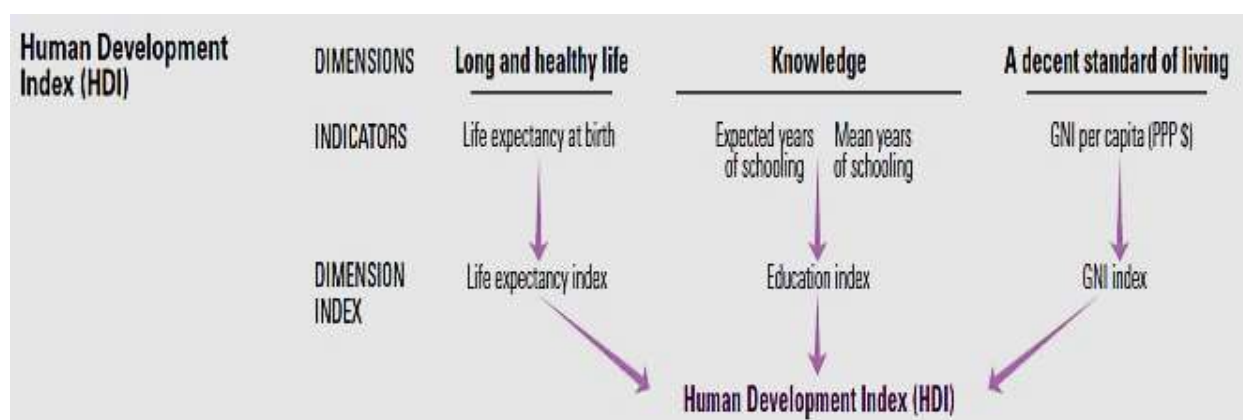 Human Development
Index (HDI)
DIMENSIONS
Long and healthy life
Knowledge
A decent standard of living
INDICATORS
Life expectancy at birth
Expected years
of schooling
Mean years
of schooling
GNI per capita (PPP $)
DIMENSION
INDEX
Life expectancy index
Education index
GNI index
Human Development Index (HDI)